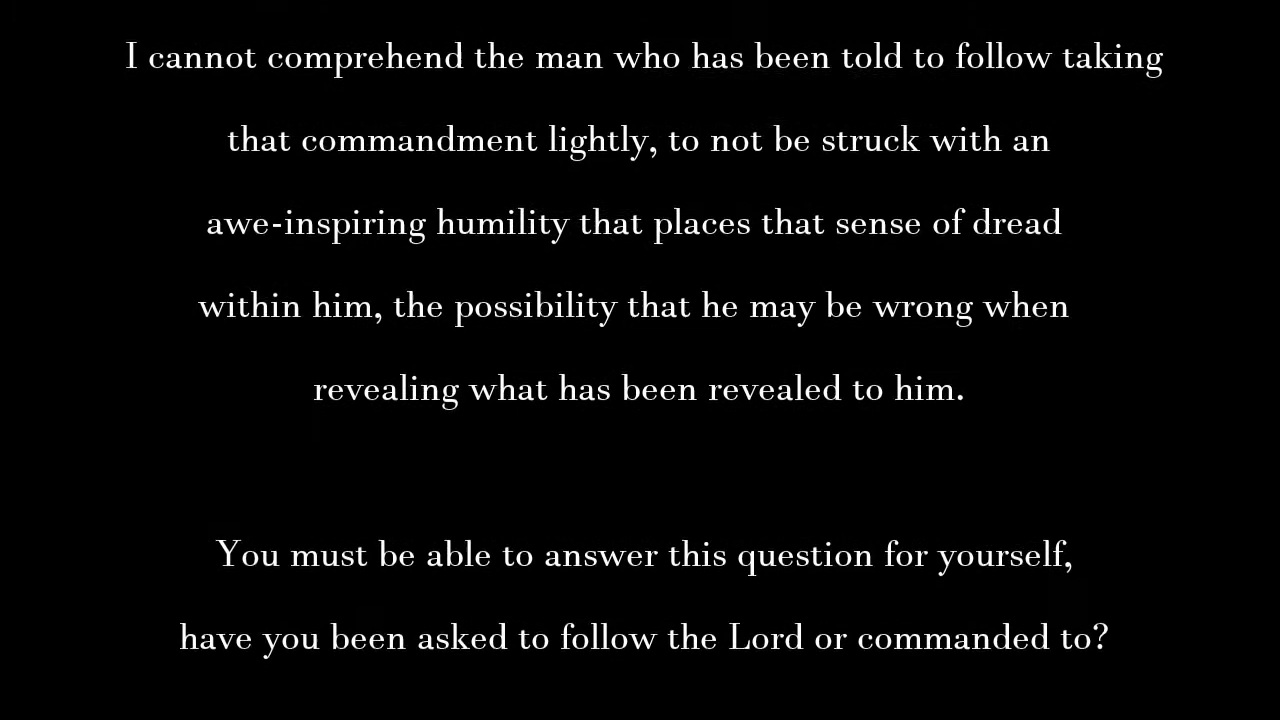 I cannot comprehend the man who has been told to follow taking
that commandment lightly, to not be struck with an
awe-inspiring humility that places that sense of dread
within him, the possibility that he may be wrong when
revealing what has been revealed to him.
You must be able to answer this question for yourself,
have you been asked to follow the Lord or commanded to?